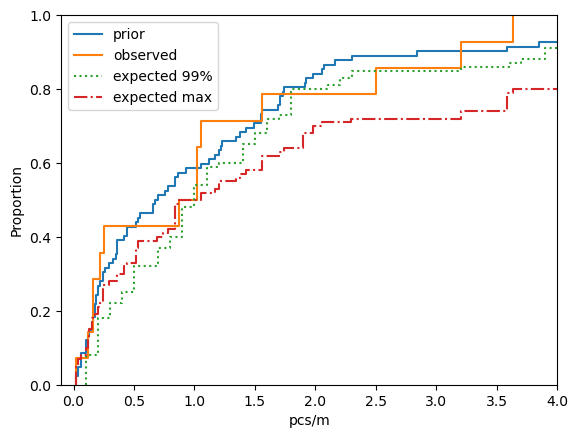 prior
observed
expected 99%
expected max
Proportion
1.0
0.8
0.6
0.4
0.2
0.0
0.0 0.5 1.0 1.5 2.0 2.5 3.0 3.5 4.0
pcs/m